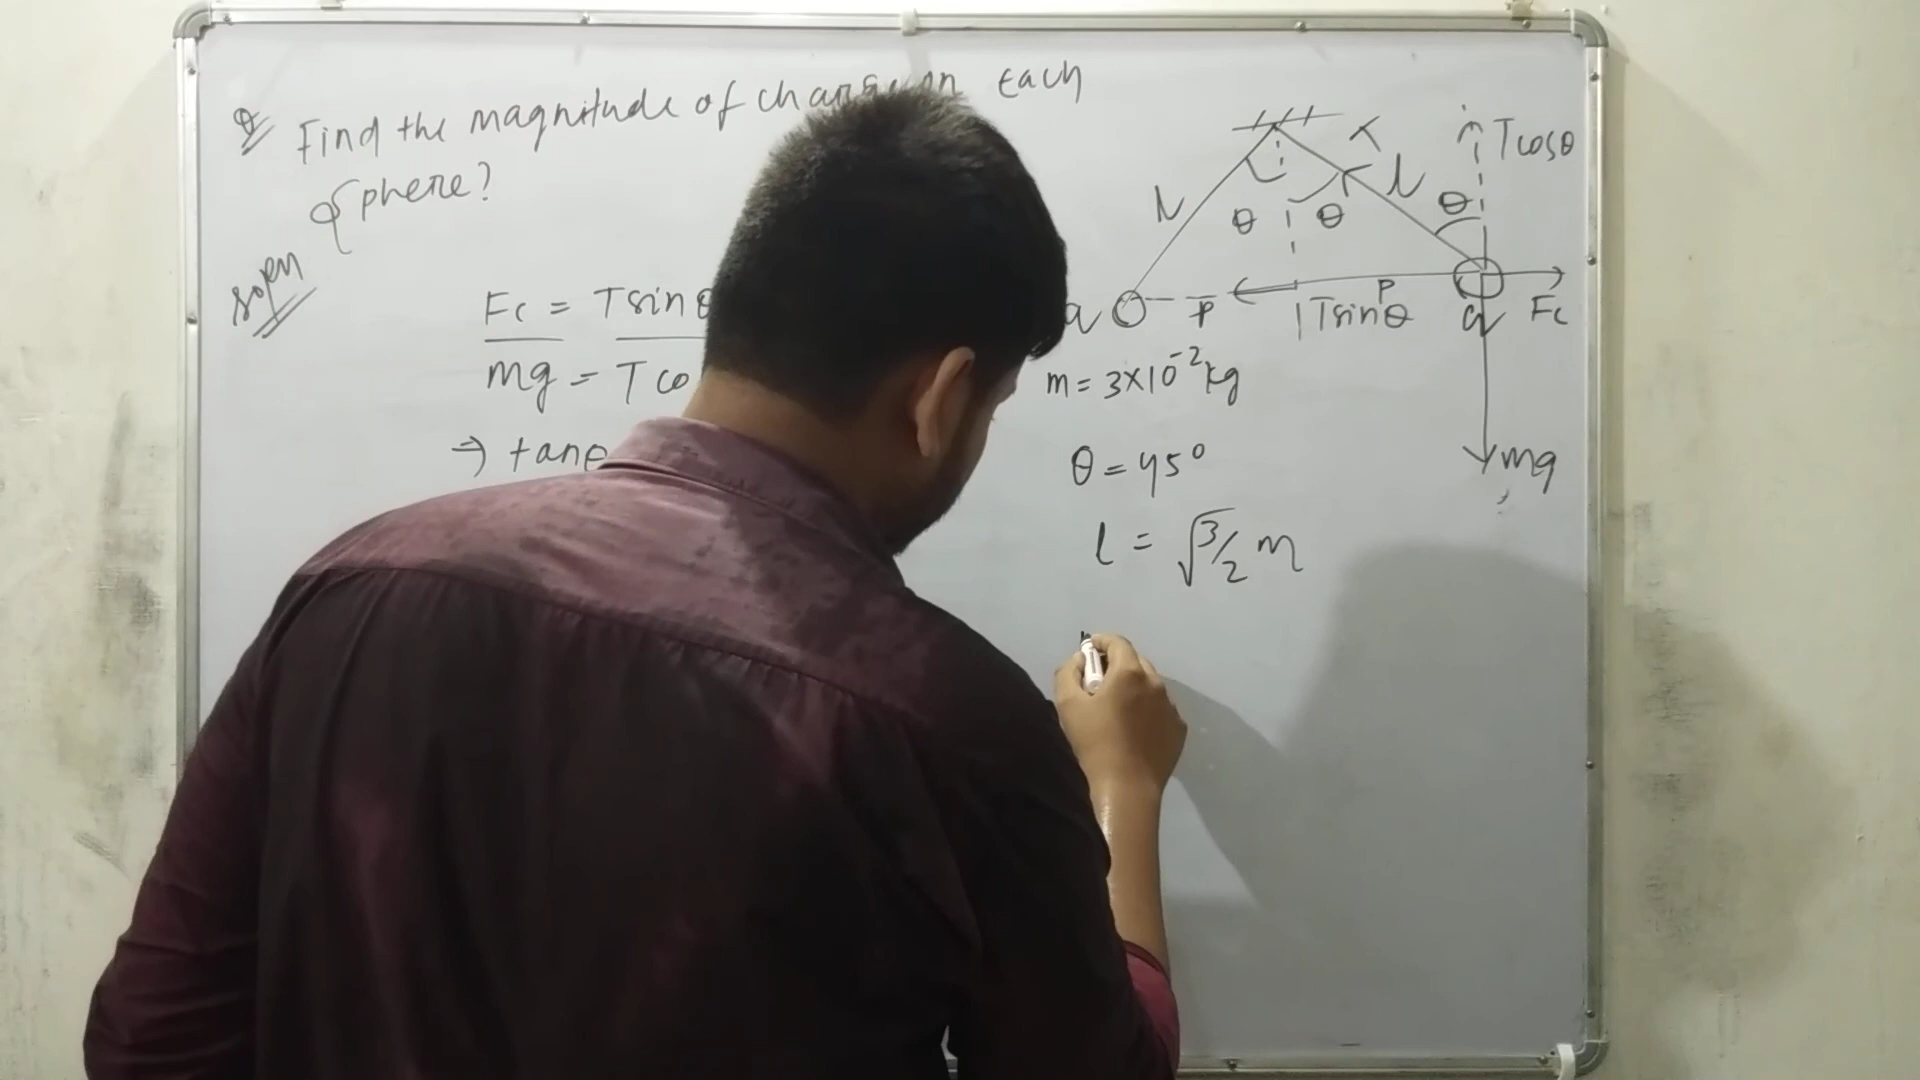 Q Find the magnitude of charge on Each
Sphere?
Soln
Fc = Tsinθ
mg = Tco
⇒ tanθ
l
θ
θ
l
θ
Tcosθ
q
P
Tsinθ
P
q
Fc
mg
m = 3×10⁻² kg
θ = 45°
l = √3/2 m